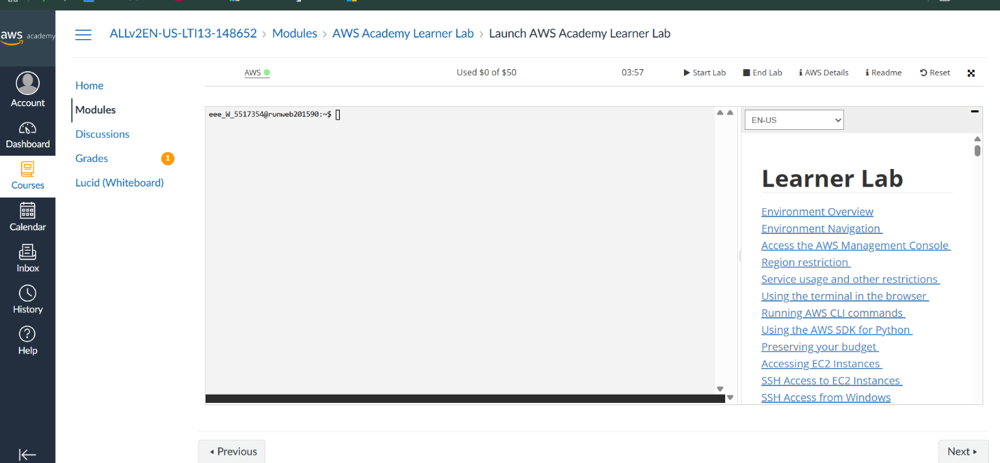 aws academy
Account
Dashboard
Courses
Calendar
Inbox
History
Help
ALLv2EN-US-LTI13-148652 > Modules > AWS Academy Learner Lab > Launch AWS Academy Learner Lab
Home
Modules
Discussions
Grades 1
Lucid (Whiteboard)
AWS Used $0 of $50 03:57 Start Lab End Lab AWS Details Readme Reset
eee_W_5517354@runweb201590:~$
EN-US
Learner Lab
Environment Overview
Environment Navigation
Access the AWS Management Console
Region restriction
Service usage and other restrictions
Using the terminal in the browser
Running AWS CLI commands
Using the AWS SDK for Python
Preserving your budget
Accessing EC2 Instances
SSH Access to EC2 Instances
SSH Access from Windows
Previous
Next